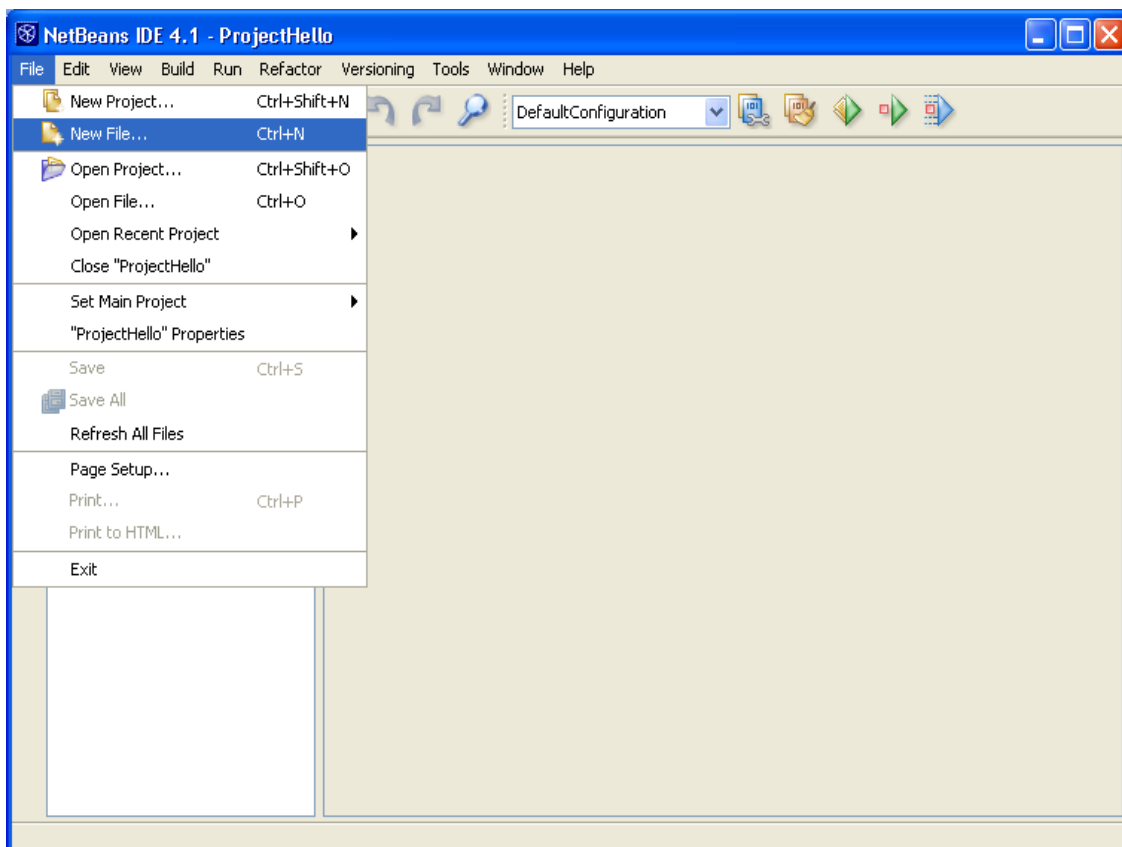 NetBeans IDE 4.1 - ProjectHello
File Edit View Build Run Refactor Versioning Tools Window Help
New Project... Ctrl+Shift+N
DefaultConfiguration
New File... Ctrl+N
Open Project... Ctrl+Shift+O
Open File... Ctrl+O
Open Recent Project
Close "ProjectHello"
Set Main Project
"ProjectHello" Properties
Save Ctrl+S
Save All
Refresh All Files
Page Setup...
Print... Ctrl+P
Print to HTML...
Exit